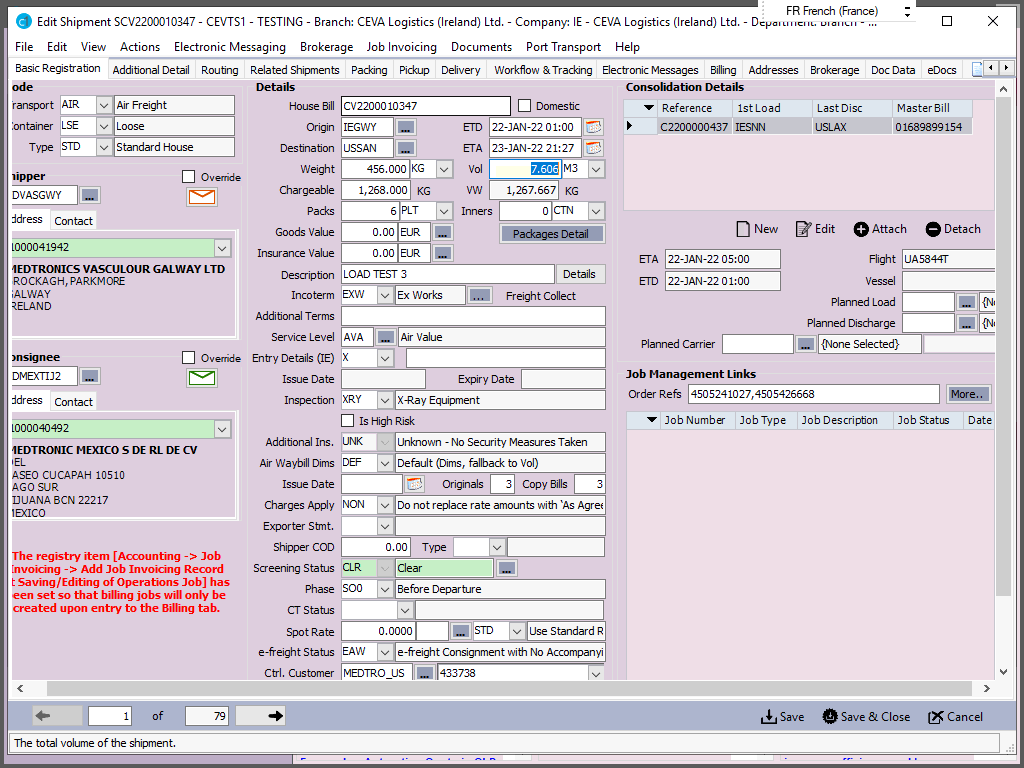 FR French (France)
Edit Shipment SCV2200010347 - CEVTS1 - TESTING - Branch: CEVA Logistics (Ireland) Ltd. - Company: IE - CEVA Logistics (Ireland) Ltd. - Department: Branch - ...
File Edit View Actions Electronic Messaging Brokerage Job Invoicing Documents Port Transport Help
Basic Registration Additional Detail Routing Related Shipments Packing Pickup Delivery Workflow & Tracking Electronic Messages Billing Addresses Brokerage Doc Data eDocs
ode
ransport AIR Air Freight
ontainer LSE Loose
Type STD Standard House
hipper Override
DVASGWY ...
ddress Contact
1000041942
MEDTRONICS VASCULOUR GALWAY LTD
BROCKAGH, PARKMORE
GALWAY
IRELAND
onsignee Override
DMEXTIJ2 ...
ddress Contact
1000040492
MEDTRONIC MEXICO S DE RL DE CV
DEL
PASEO CUCAPAH 10510
LAGO SUR
TIJUANA BCN 22217
MEXICO
The registry item [Accounting -> Job
Invoicing -> Add Job Invoicing Record
t Saving/Editing of Operations Job] has
been set so that billing jobs will only be
created upon entry to the Billing tab.
Details
House Bill CV2200010347 Domestic
Origin IEGWY ... ETD 22-JAN-22 01:00
Destination USSAN ... ETA 23-JAN-22 21:27
Weight 456.000 KG Vol 7.606 M3
Chargeable 1,268.000 KG VW 1,267.667 KG
Packs 6 PLT Inners 0 CTN
Goods Value 0.00 EUR ... Packages Detail
Insurance Value 0.00 EUR ...
Description LOAD TEST 3 Details
Incoterm EXW Ex Works ... Freight Collect
Additional Terms
Service Level AVA ... Air Value
Entry Details (IE) X
Issue Date Expiry Date
Inspection XRY X-Ray Equipment
Is High Risk
Additional Ins. UNK Unknown - No Security Measures Taken
Air Waybill Dims DEF Default (Dims, fallback to Vol)
Issue Date Originals 3 Copy Bills 3
Charges Apply NON Do not replace rate amounts with 'As Agree
Exporter Stmt.
Shipper COD 0.00 Type
Screening Status CLR Clear ...
Phase SO0 Before Departure
CT Status
Spot Rate 0.0000 ... STD Use Standard R
e-freight Status EAW e-freight Consignment with No Accompanyi
Ctrl. Customer MEDTRO_US ... 433738
Consolidation Details
Reference 1st Load Last Disc Master Bill
C2200000437 IESNN USLAX 01689899154
New Edit Attach Detach
ETA 22-JAN-22 05:00 Flight UA5844T
ETD 22-JAN-22 01:00 Vessel
Planned Load ... {No
Planned Discharge ... {No
Planned Carrier ... {None Selected}
Job Management Links
Order Refs 4505241027,4505426668 More..
Job Number Job Type Job Description Job Status Date
1 of 79 Save Save & Close Cancel
The total volume of the shipment.